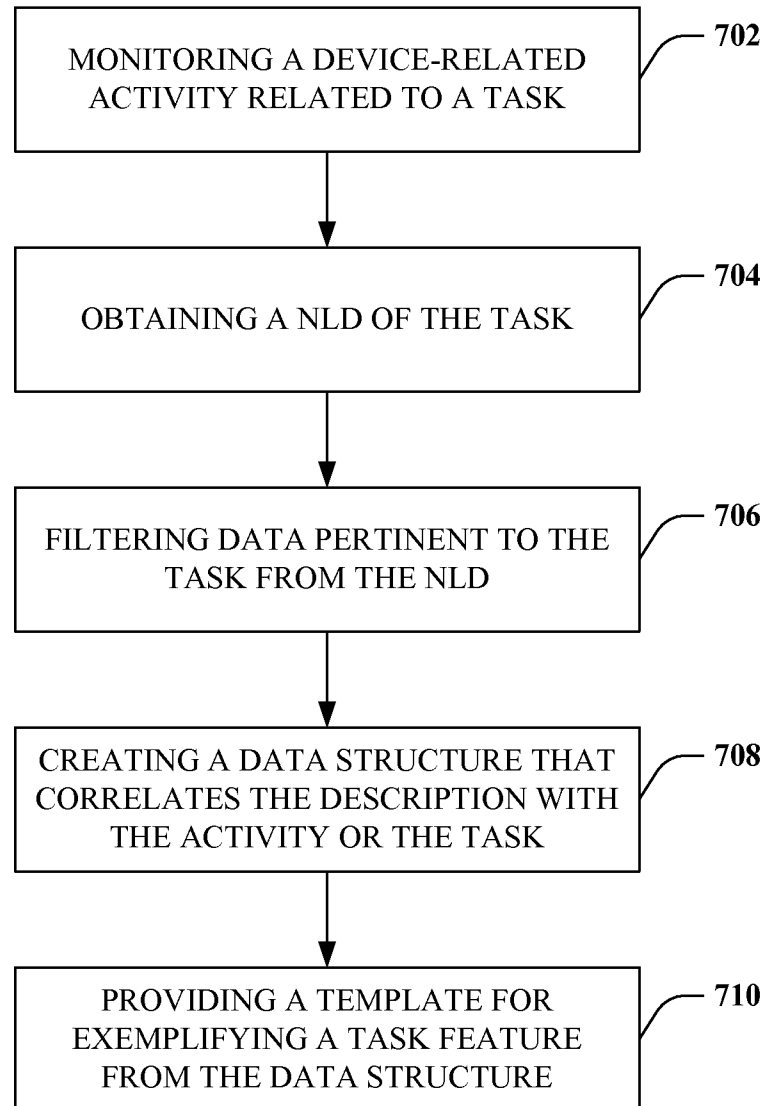 702
MONITORING A DEVICE-RELATED
ACTIVITY RELATED TO A TASK
704
OBTAINING A NLD OF THE TASK
706
FILTERING DATA PERTINENT TO THE
TASK FROM THE NLD
708
CREATING A DATA STRUCTURE THAT
CORRELATES THE DESCRIPTION WITH
THE ACTIVITY OR THE TASK
710
PROVIDING A TEMPLATE FOR
EXEMPLIFYING A TASK FEATURE
FROM THE DATA STRUCTURE